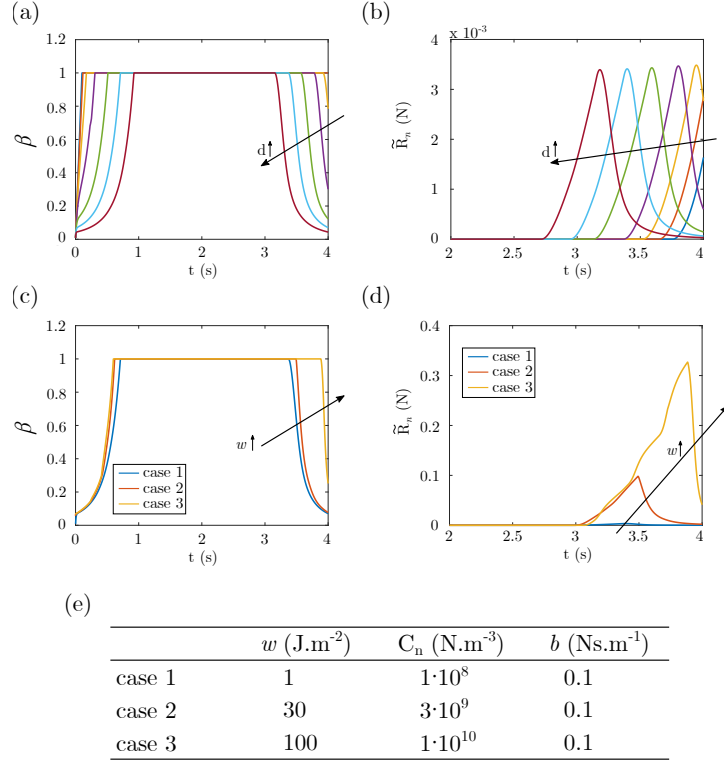 (a)
1.2
1
0.8
0.6
0.4
0.2
0
β
d
0
1
2
3
4
t (s)
(b)
x 10⁻³
4
3
2
1
0
R̃ₙ (N)
d
2
2.5
3
3.5
4
t (s)
(c)
1.2
1
0.8
0.6
0.4
0.2
0
β
w
case 1
case 2
case 3
0
1
2
3
4
t (s)
(d)
0.4
0.3
0.2
0.1
0
R̃ₙ (N)
case 1
case 2
case 3
w
2
2.5
3
3.5
4
t (s)
(e)
w (J.m⁻²) Cₙ (N.m⁻³) b (Ns.m⁻¹)
case 1 1 1·10⁸ 0.1
case 2 30 3·10⁹ 0.1
case 3 100 1·10¹⁰ 0.1